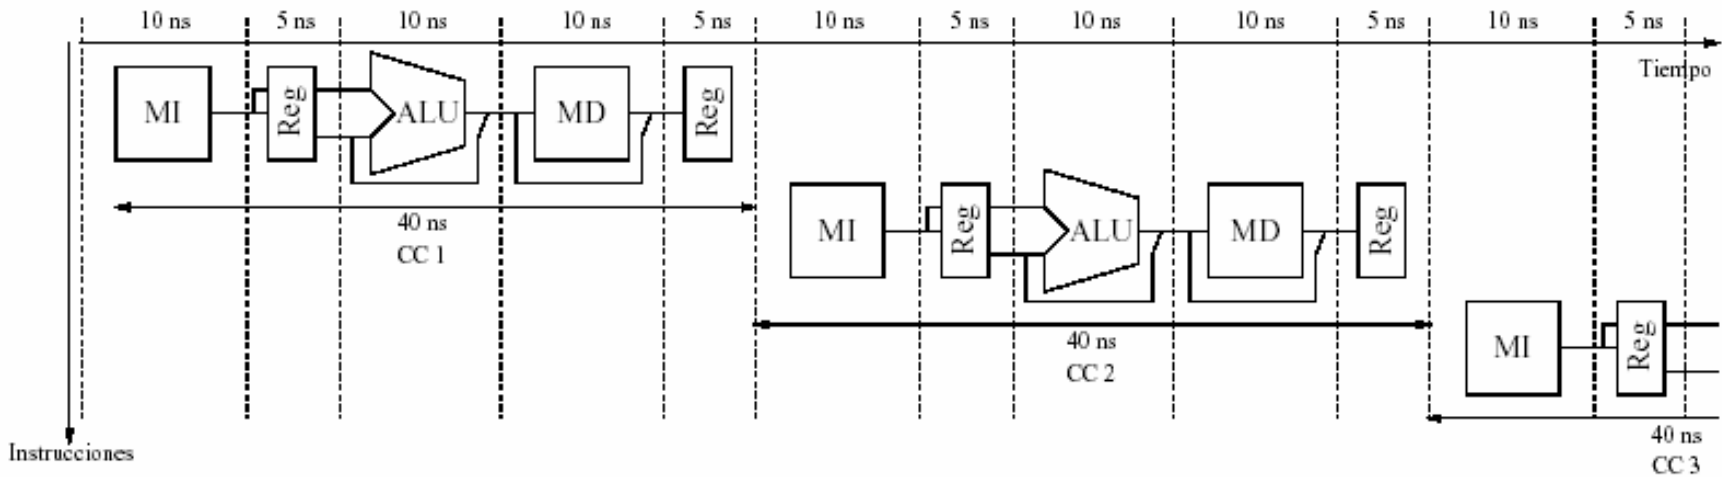 10 ns 5 ns 10 ns 10 ns 5 ns 10 ns 5 ns 10 ns 10 ns 5 ns 10 ns 5 ns
Tiempo
MI Reg ALU MD Reg
40 ns
CC 1
MI Reg ALU MD Reg
40 ns
CC 2
MI Reg
40 ns
CC 3
Instrucciones